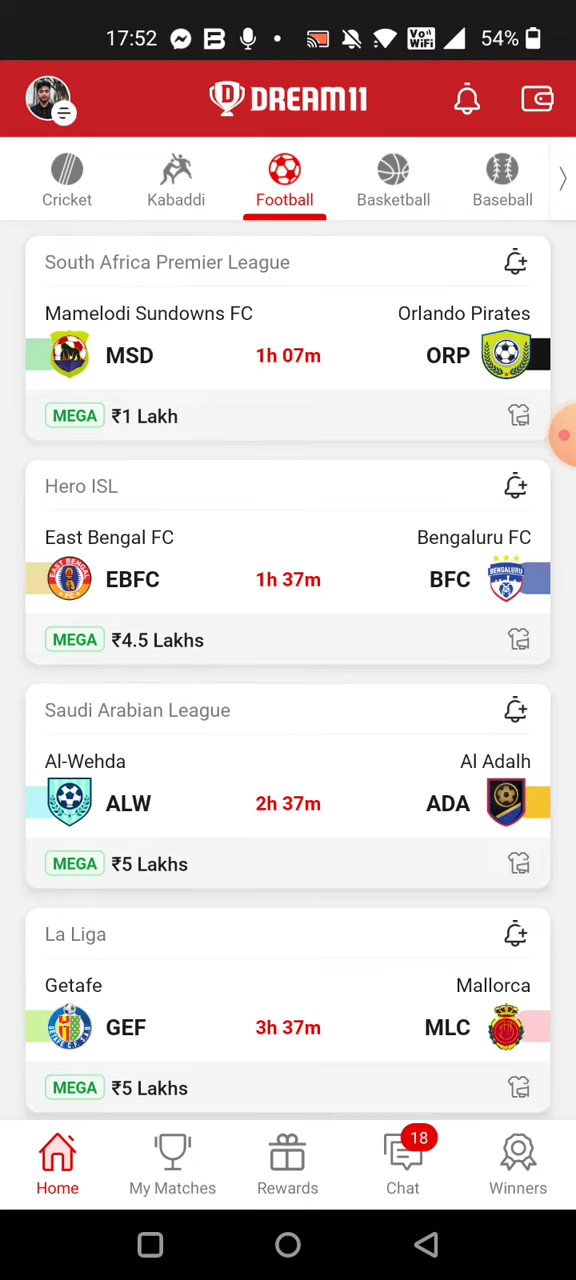 17:52
Vo))
WiFi
54%
DREAM11
Cricket
Kabaddi
Football
Basketball
Baseball
South Africa Premier League
Mamelodi Sundowns FC
Orlando Pirates
MSD
1h 07m
ORP
MEGA ₹1 Lakh
Hero ISL
East Bengal FC
Bengaluru FC
EBFC
1h 37m
BFC
BENGALURU
MEGA ₹4.5 Lakhs
Saudi Arabian League
Al-Wehda
Al Adalh
ALW
2h 37m
ADA
MEGA ₹5 Lakhs
La Liga
Getafe
Mallorca
GEF
3h 37m
MLC
MEGA ₹5 Lakhs
18
Home
My Matches
Rewards
Chat
Winners